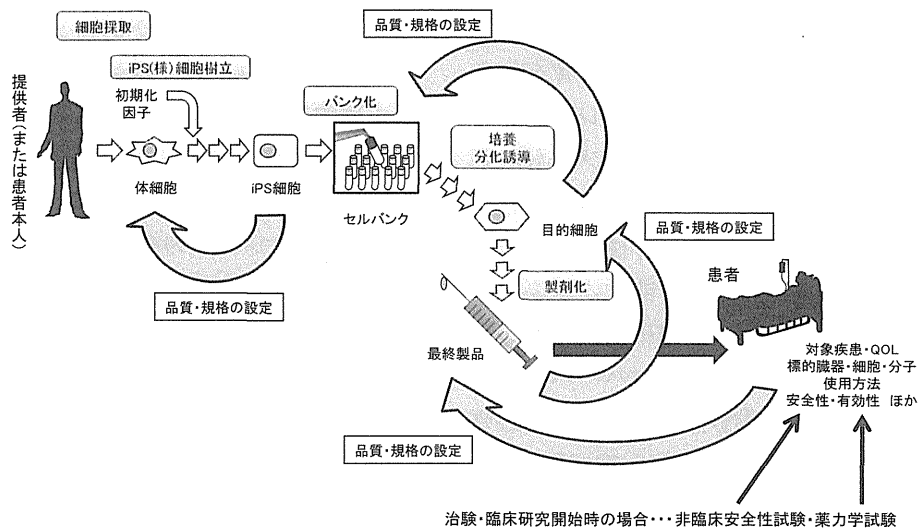 細胞採取
品質・規格の設定
iPS(様)細胞樹立
初期化
因子
バンク化
提供者(または患者本人)
培養
分化誘導
体細胞
iPS細胞
セルバンク
目的細胞
品質・規格の設定
品質・規格の設定
製剤化
患者
最終製品
対象疾患・QOL
標的臓器・細胞・分子
使用方法
安全性・有効性 ほか
品質・規格の設定
治験・臨床研究開始時の場合・・・非臨床安全性試験・薬力学試験